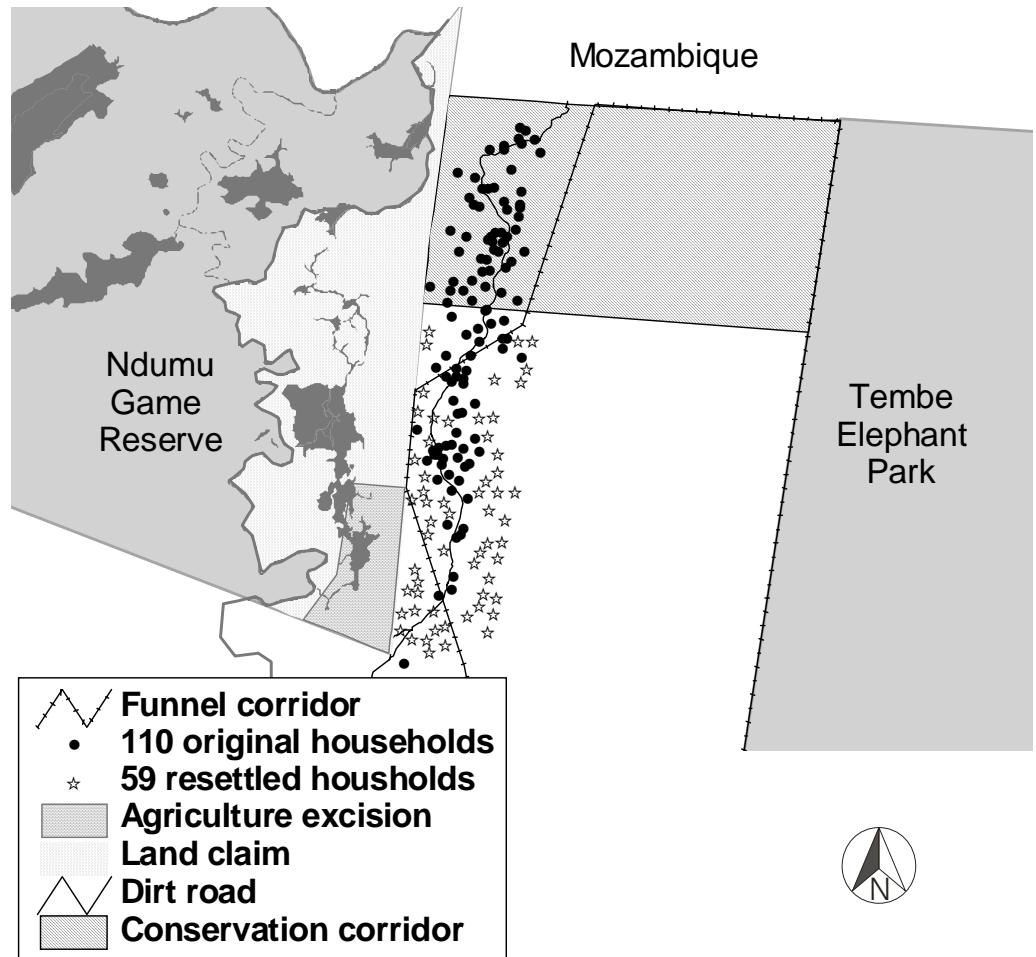 Mozambique
Ndumu
Game
Reserve
Tembe
Elephant
Park
Funnel corridor
110 original households
59 resettled housholds
Agriculture excision
Land claim
Dirt road
Conservation corridor
N